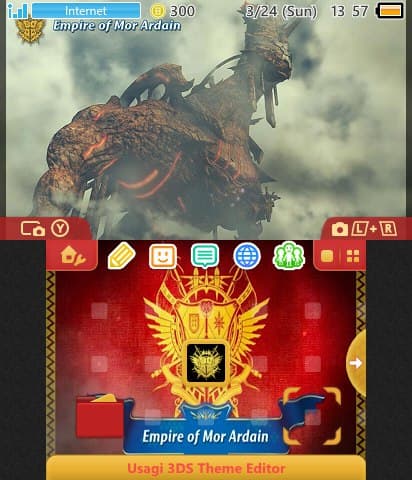 Internet 300 3/24 (Sun) 13 57
Empire of Mor Ardain
Y L + R
Empire of Mor Ardain
Usagi 3DS Theme Editor